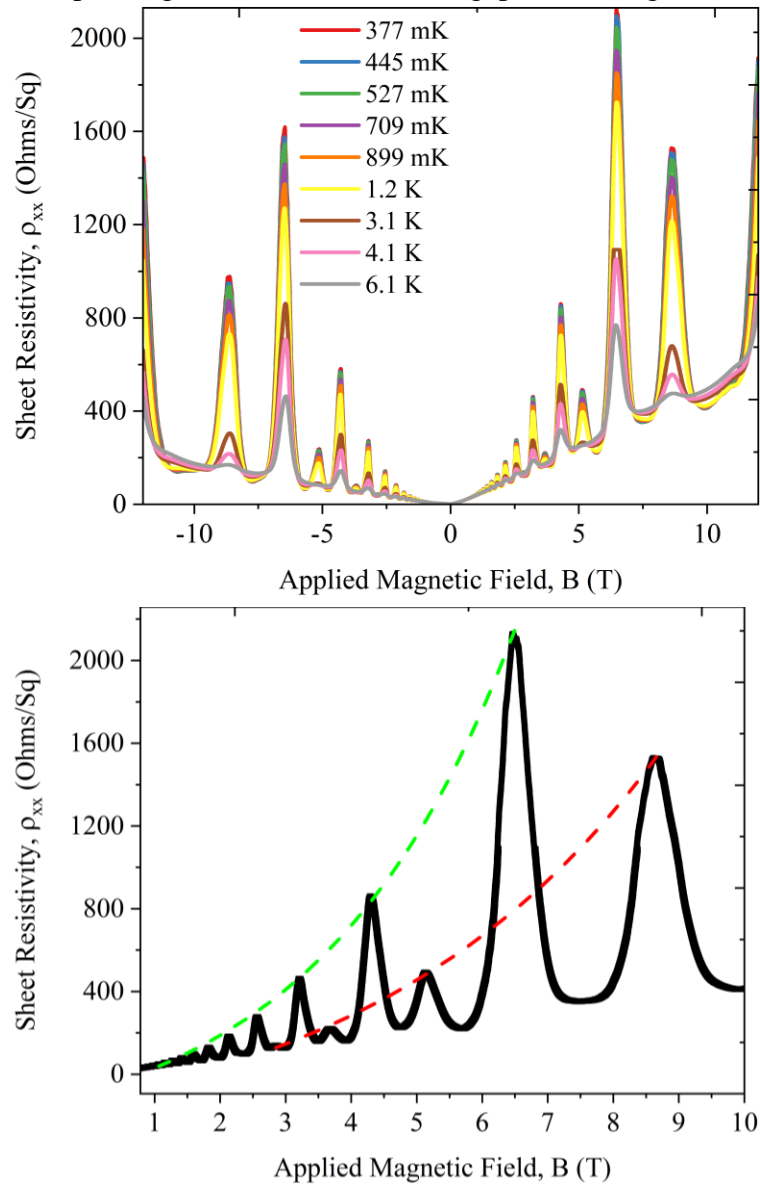 2000
1600
1200
800
400
0
Sheet Resistivity, ρxx (Ohms/Sq)
377 mK
445 mK
527 mK
709 mK
899 mK
1.2 K
3.1 K
4.1 K
6.1 K
-10 -5 0 5 10
Applied Magnetic Field, B (T)
2000
1600
1200
800
400
0
Sheet Resistivity, ρxx (Ohms/Sq)
1 2 3 4 5 6 7 8 9 10
Applied Magnetic Field, B (T)